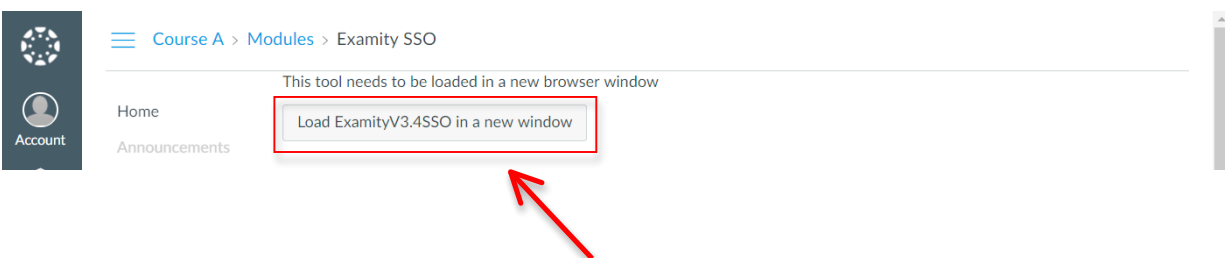 Course A > Modules > Examity SSO
This tool needs to be loaded in a new browser window
Home
Load ExamityV3.4SSO in a new window
Account
Announcements